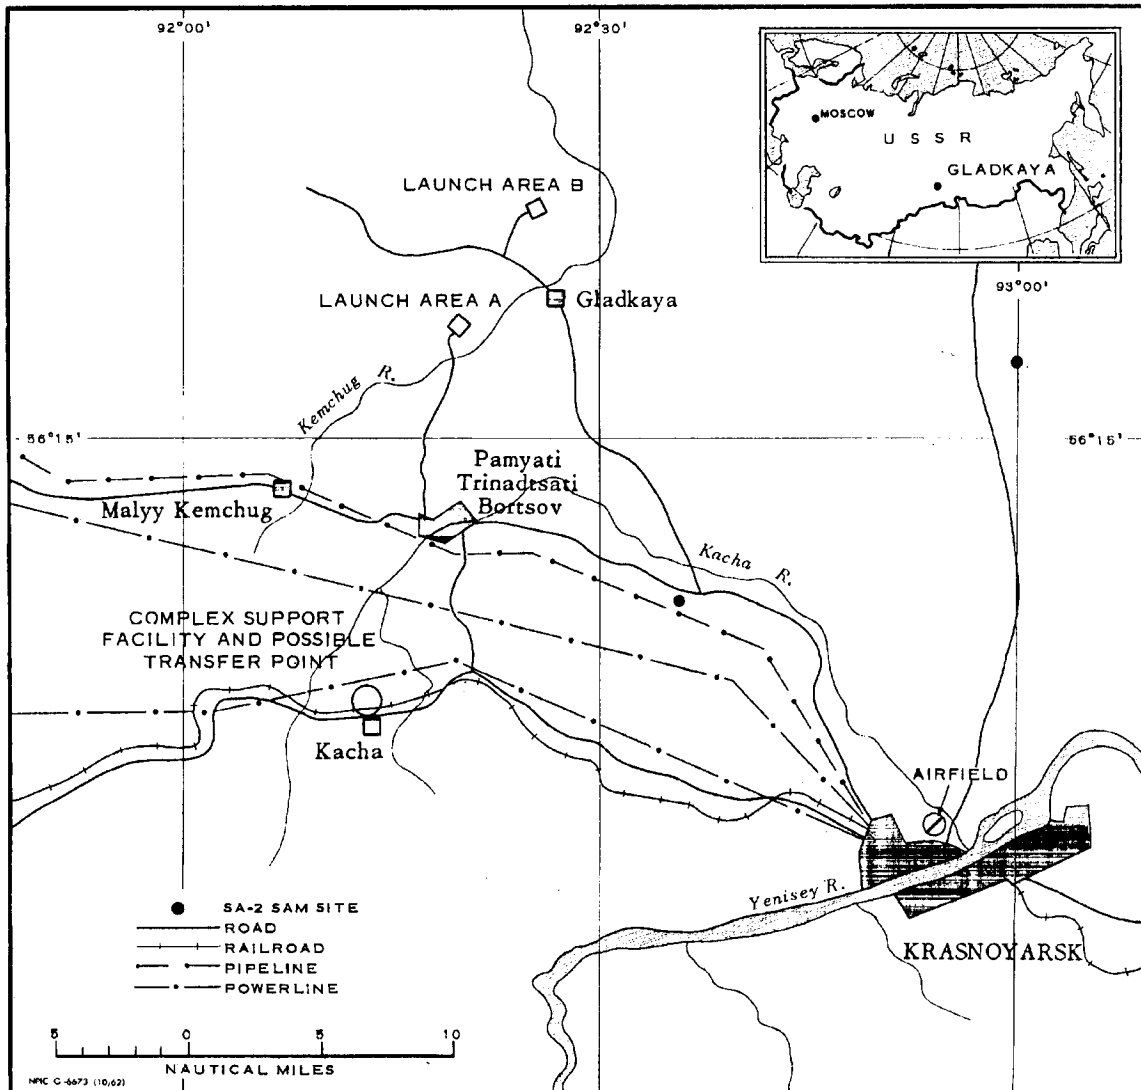 92°00'
92°30'
MOSCOW
U S S R
GLADKAYA
LAUNCH AREA B
93°00'
LAUNCH AREA A
Gladkaya
Kemchug R.
56°15'
56°15'
Pamyati
Trinadtsati
Bortsov
Malyy Kemchug
Kacha R.
COMPLEX SUPPORT
FACILITY AND POSSIBLE
TRANSFER POINT
Kacha
AIRFIELD
Yenisey R.
KRASNOYARSK
SA-2 SAM SITE
ROAD
RAILROAD
PIPELINE
POWERLINE
5 0 5 10
NAUTICAL MILES
NPIC G-6673 (10/62)